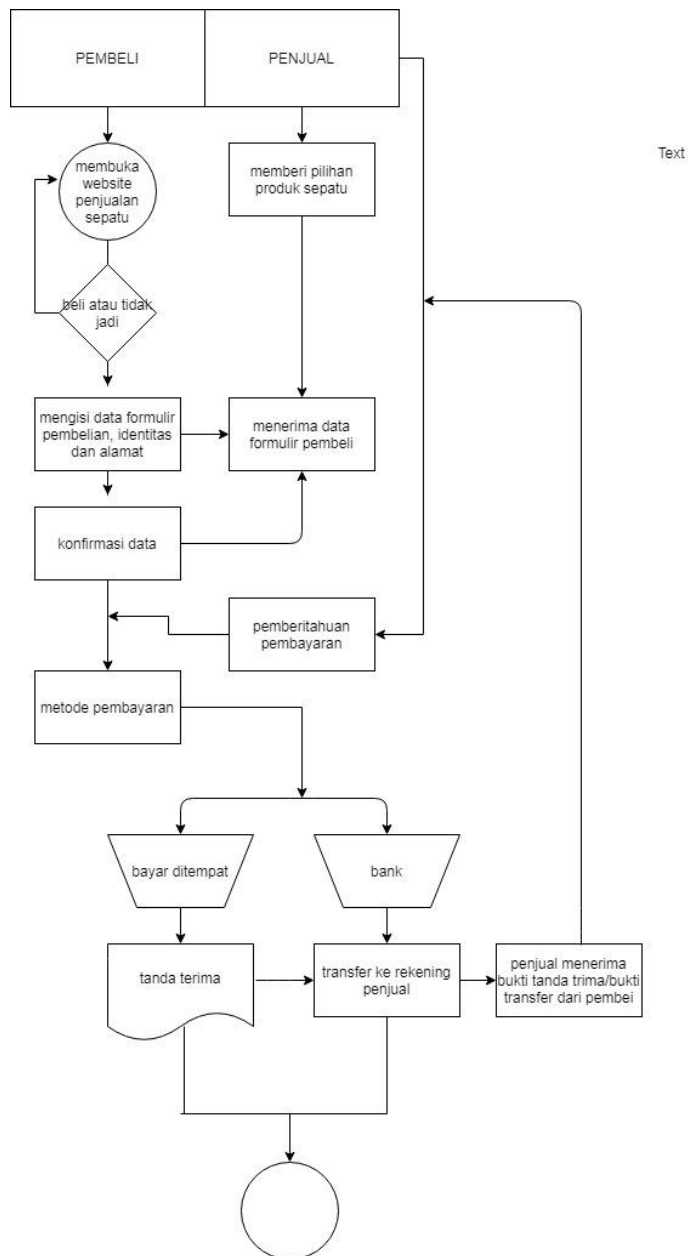 PEMBELI
PENJUAL
Text
membuka
website
penjualan
sepatu
memberi pilihan
produk sepatu
beli atau tidak
jadi
mengisi data formulir
pembelian, identitas
dan alamat
menerima data
formulir pembeli
konfirmasi data
pemberitahuan
pembayaran
metode pembayaran
bayar ditempat
bank
tanda terima
transfer ke rekening
penjual
penjual menerima
bukti tanda trima/bukti
transfer dari pembei